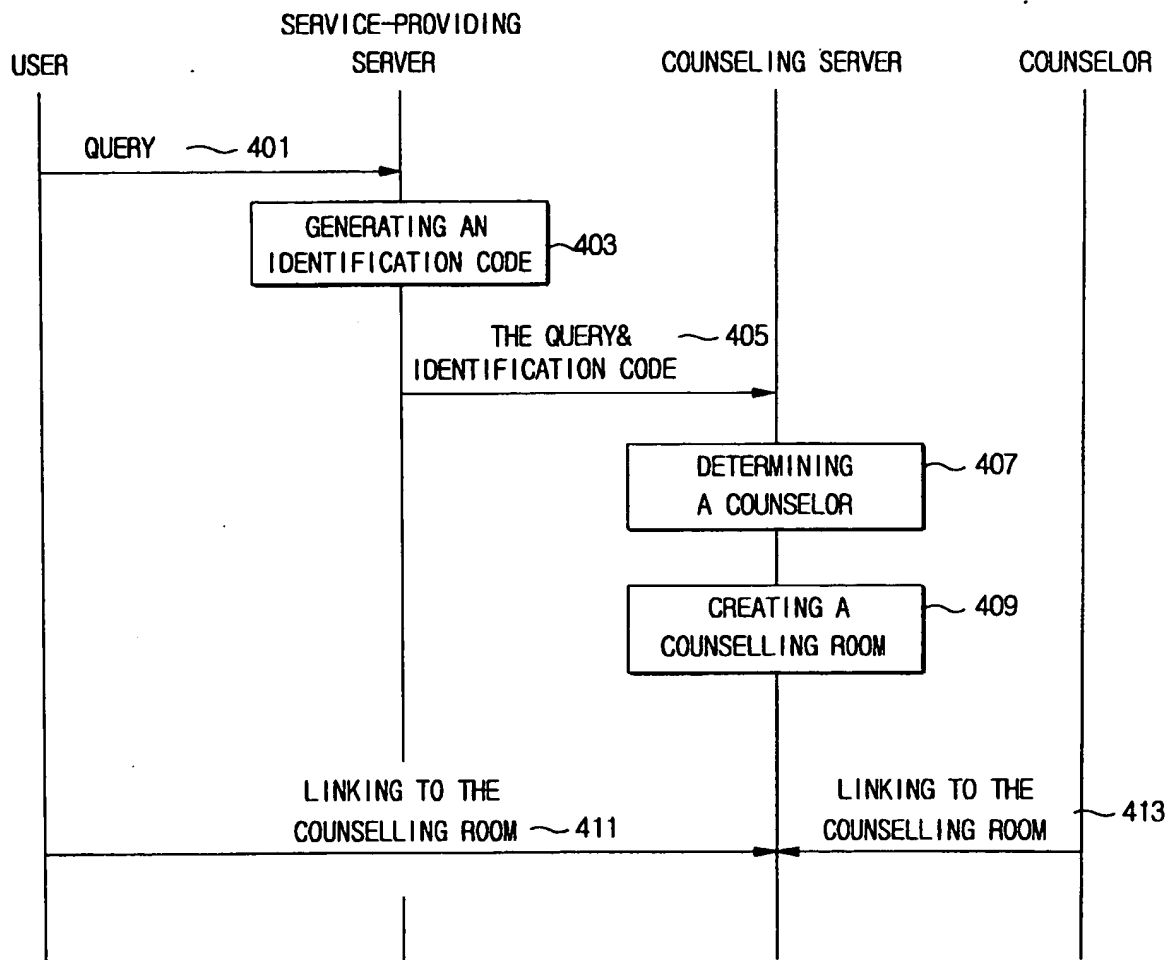 SERVICE-PROVIDING
USER SERVER COUNSELING SERVER COUNSELOR
QUERY 401
GENERATING AN
IDENTIFICATION CODE 403
THE QUERY& 405
IDENTIFICATION CODE
DETERMINING 407
A COUNSELOR
CREATING A 409
COUNSELLING ROOM
LINKING TO THE
COUNSELLING ROOM 411
LINKING TO THE
COUNSELLING ROOM 413